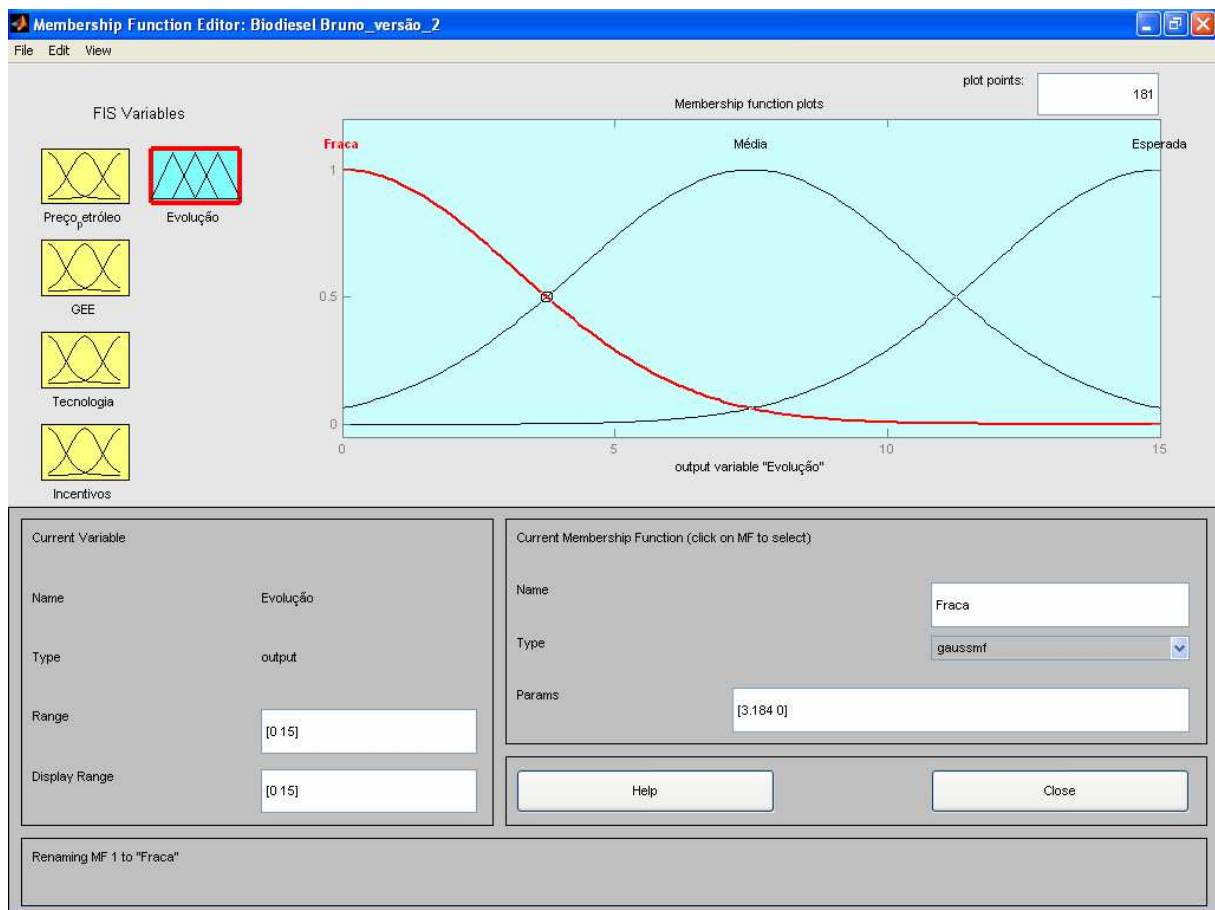 Membership Function Editor: Biodiesel Bruno_versão_2
File Edit View
FIS Variables
Preço_petróleo
Evolução
GEE
Tecnologia
Incentivos
plot points:
181
Membership function plots
Fraca
Média
Esperada
1
0.5
0
0
5
10
15
output variable "Evolução"
Current Variable
Name
Evolução
Type
output
Range
[0 15]
Display Range
[0 15]
Current Membership Function (click on MF to select)
Name
Fraca
Type
gaussmf
Params
[3.184 0]
Help
Close
Renaming MF 1 to "Fraca"